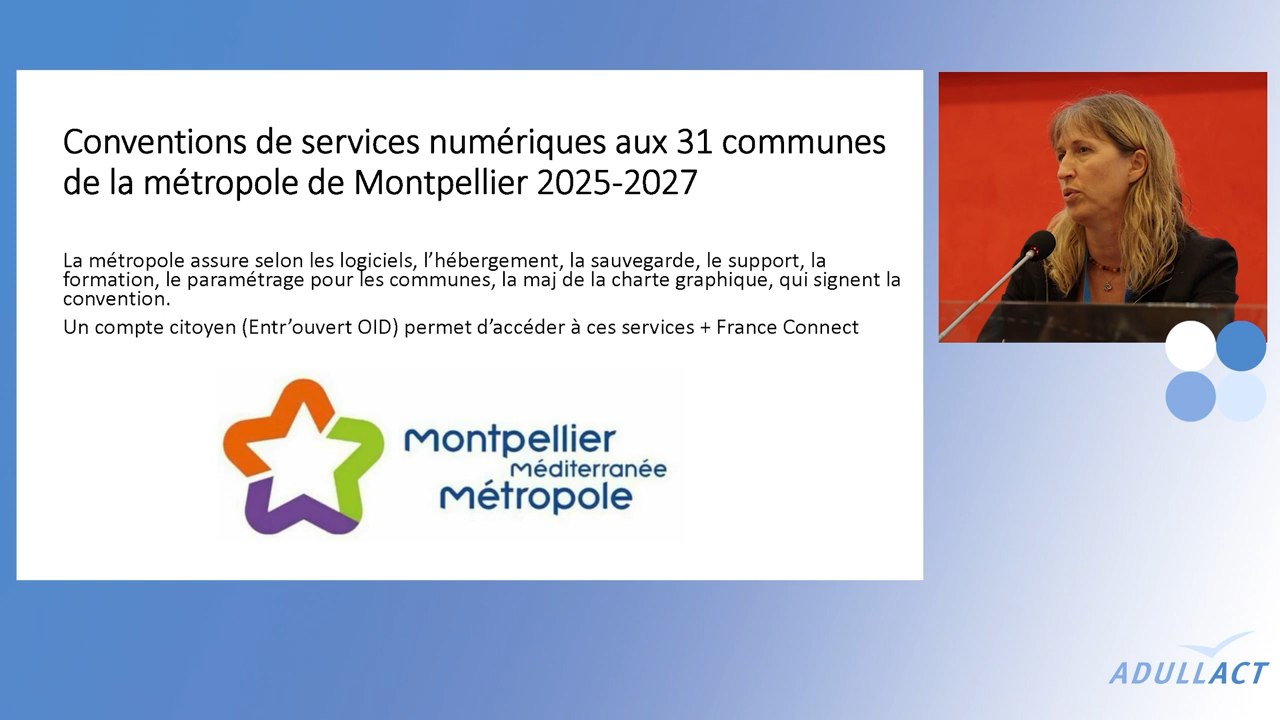 Conventions de services numériques aux 31 communes
de la métropole de Montpellier 2025-2027
La métropole assure selon les logiciels, l’hébergement, la sauvegarde, le support, la
formation, le paramétrage pour les communes, la maj de la charte graphique, qui signent la
convention.
Un compte citoyen (Entr’ouvert OID) permet d’accéder à ces services + France Connect
montpellier
méditerranée
métropole
ADULLACT